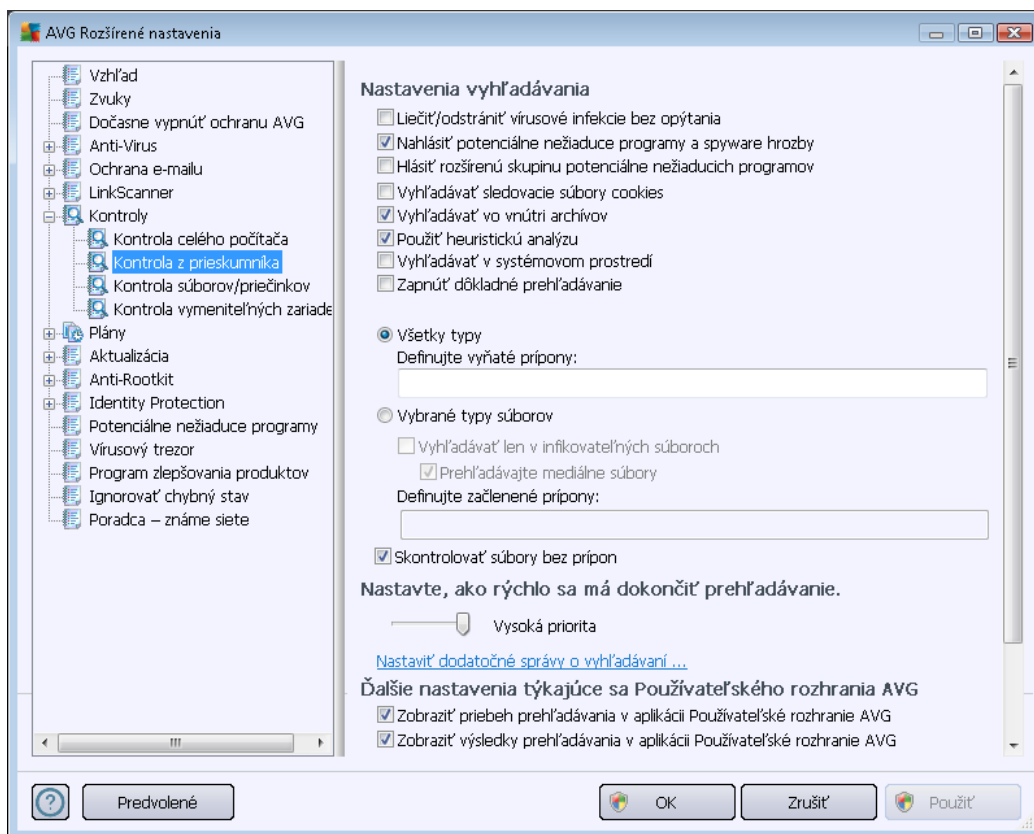 AVG Rozšírené nastavenia
Vzhľad
Zvuky
Dočasne vypnúť ochranu AVG
Anti-Virus
Ochrana e-mailu
LinkScanner
Kontroly
Kontrola celého počítača
Kontrola z prieskumníka
Kontrola súborov/priečinkov
Kontrola vymeniteľných zariade
Plány
Aktualizácia
Anti-Rootkit
Identity Protection
Potenciálne nežiaduce programy
Vírusový trezor
Program zlepšovania produktov
Ignorovať chybný stav
Poradca – známe siete
Nastavenia vyhľadávania
Liečiť/odstrániť vírusové infekcie bez opýtania
Nahlásiť potenciálne nežiaduce programy a spyware hrozby
Hlásiť rozšírenú skupinu potenciálne nežiaducich programov
Vyhľadávať sledovacie súbory cookies
Vyhľadávať vo vnútri archívov
Použiť heuristickú analýzu
Vyhľadávať v systémovom prostredí
Zapnúť dôkladné prehľadávanie
Všetky typy
Definujte vyňaté prípony:
Vybrané typy súborov
Vyhľadávať len v infikovateľných súboroch
Prehľadávajte mediálne súbory
Definujte začlenené prípony:
Skontrolovať súbory bez prípon
Nastavte, ako rýchlo sa má dokončiť prehľadávanie.
Vysoká priorita
Nastaviť dodatočné správy o vyhľadávaní ...
Ďalšie nastavenia týkajúce sa Používateľského rozhrania AVG
Zobraziť priebeh prehľadávania v aplikácii Používateľské rozhranie AVG
Zobraziť výsledky prehľadávania v aplikácii Používateľské rozhranie AVG
Predvolené
OK
Zrušiť
Použiť